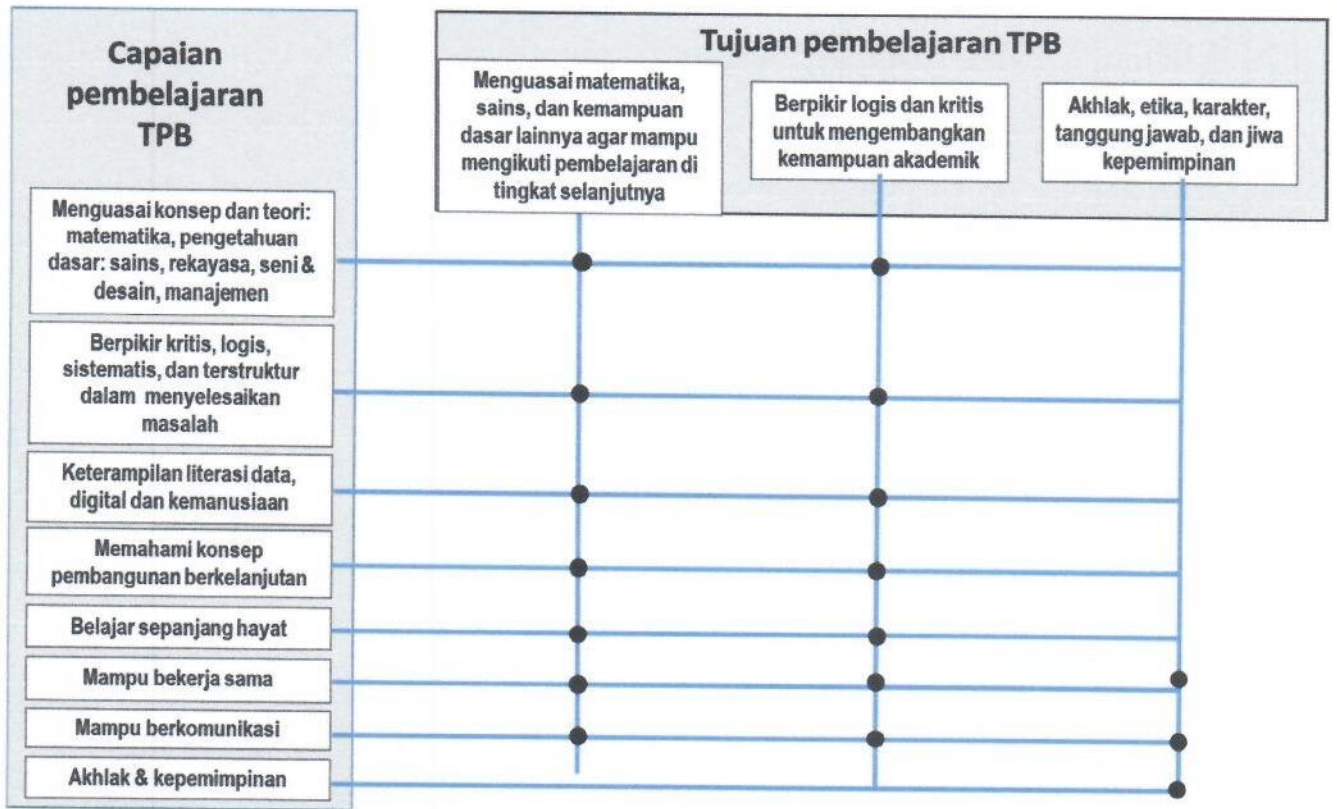 Capaian
pembelajaran
TPB
Menguasai konsep dan teori:
matematika, pengetahuan
dasar: sains, rekayasa, seni &
desain, manajemen
Berpikir kritis, logis,
sistematis, dan terstruktur
dalam menyelesaikan
masalah
Keterampilan literasi data,
digital dan kemanusiaan
Memahami konsep
pembangunan berkelanjutan
Belajar sepanjang hayat
Mampu bekerja sama
Mampu berkomunikasi
Akhlak & kepemimpinan
Tujuan pembelajaran TPB
Menguasai matematika,
sains, dan kemampuan
dasar lainnya agar mampu
mengikuti pembelajaran di
tingkat selanjutnya
Berpikir logis dan kritis
untuk mengembangkan
kemampuan akademik
Akhlak, etika, karakter,
tanggung jawab, dan jiwa
kepemimpinan